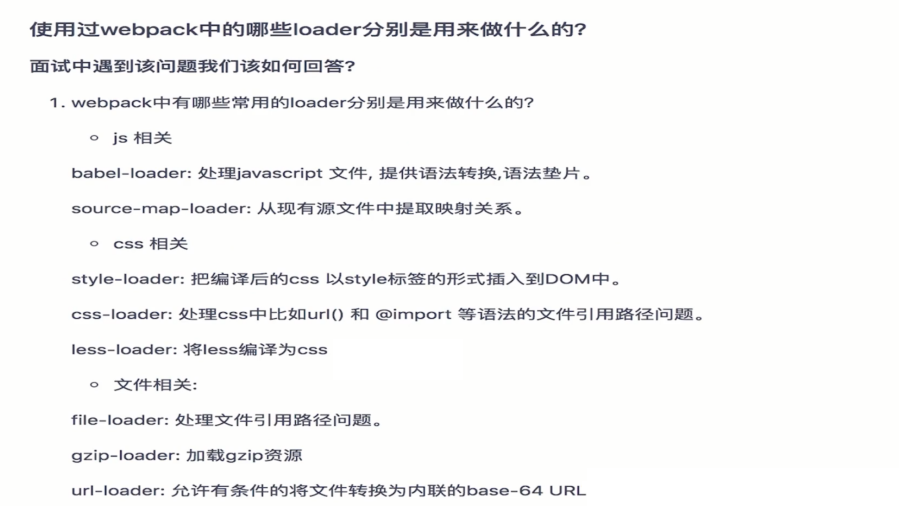 使用过webpack中的哪些loader分别是用来做什么的?
面试中遇到该问题我们该如何回答?
1. webpack中有哪些常用的loader分别是用来做什么的?
○ js 相关
babel-loader: 处理javascript 文件, 提供语法转换,语法垫片。
source-map-loader: 从现有源文件中提取映射关系。
○ css 相关
style-loader: 把编译后的css 以style标签的形式插入到DOM中。
css-loader: 处理css中比如url() 和 @import 等语法的文件引用路径问题。
less-loader: 将less编译为css
○ 文件相关:
file-loader: 处理文件引用路径问题。
gzip-loader: 加载gzip资源
url-loader: 允许有条件的将文件转换为内联的base-64 URL